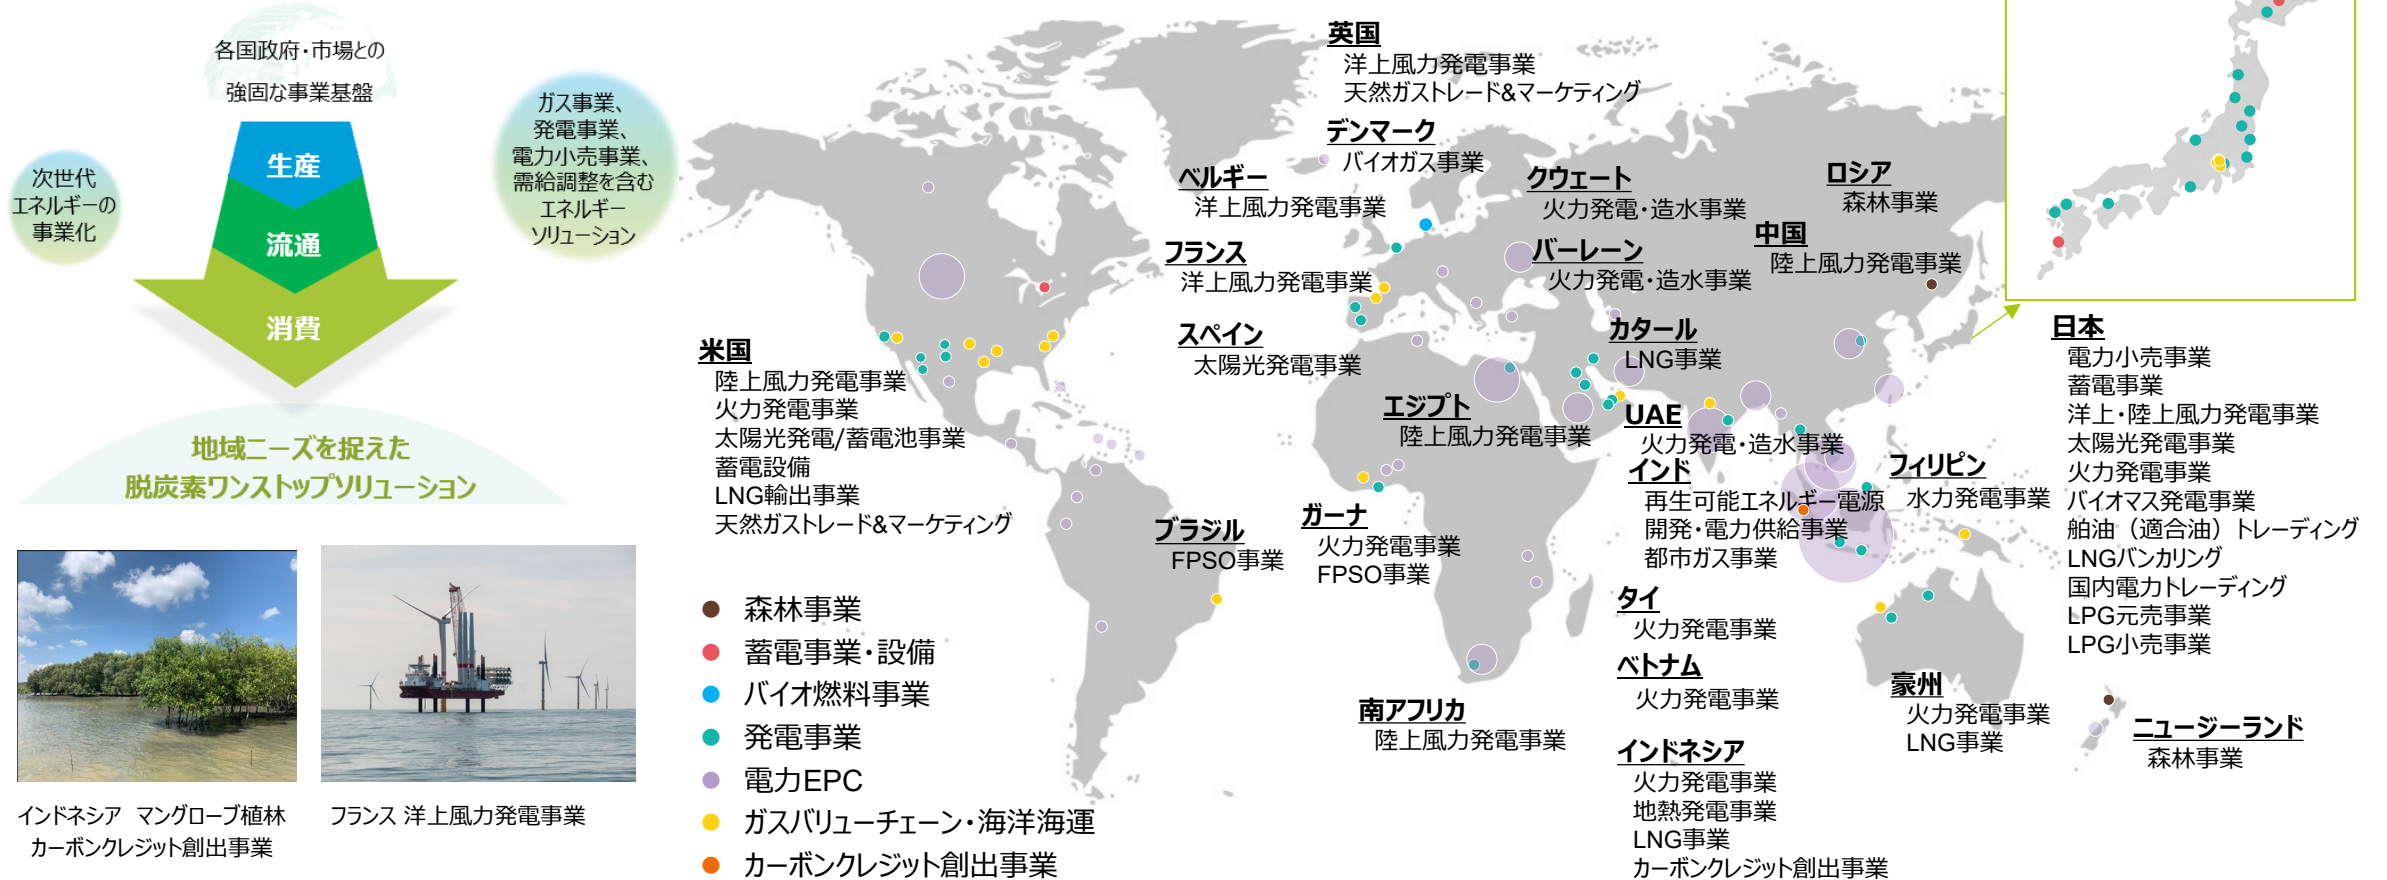 各国政府・市場との
強固な事業基盤
次世代
エネルギーの
事業化
生産
流通
消費
ガス事業、
発電事業、
電力小売事業、
需給調整を含む
エネルギー
ソリューション
地域ニーズを捉えた
脱炭素ワンストップソリューション
インドネシア マングローブ植林
カーボンクレジット創出事業
フランス 洋上風力発電事業
英国
洋上風力発電事業
天然ガストレード&マーケティング
デンマーク
バイオガス事業
ベルギー
洋上風力発電事業
フランス
洋上風力発電事業
スペイン
太陽光発電事業
クウェート
火力発電・造水事業
バーレーン
火力発電・造水事業
カタール
LNG事業
ロシア
森林事業
中国
陸上風力発電事業
米国
陸上風力発電事業
火力発電事業
太陽光発電/蓄電池事業
蓄電設備
LNG輸出事業
天然ガストレード&マーケティング
エジプト
陸上風力発電事業
UAE
火力発電・造水事業
インド
再生可能エネルギー電源
開発・電力供給事業
都市ガス事業
フィリピン
水力発電事業
ブラジル
FPSO事業
ガーナ
火力発電事業
FPSO事業
南アフリカ
陸上風力発電事業
タイ
火力発電事業
ベトナム
火力発電事業
インドネシア
火力発電事業
地熱発電事業
LNG事業
カーボンクレジット創出事業
豪州
火力発電事業
LNG事業
ニュージーランド
森林事業
日本
電力小売事業
蓄電事業
洋上・陸上風力発電事業
太陽光発電事業
火力発電事業
バイオマス発電事業
舶油（適合油）トレーディング
LNGバンカリング
国内電力トレーディング
LPG元売事業
LPG小売事業
森林事業
蓄電事業・設備
バイオ燃料事業
発電事業
電力EPC
ガスバリューチェーン・海洋海運
カーボンクレジット創出事業